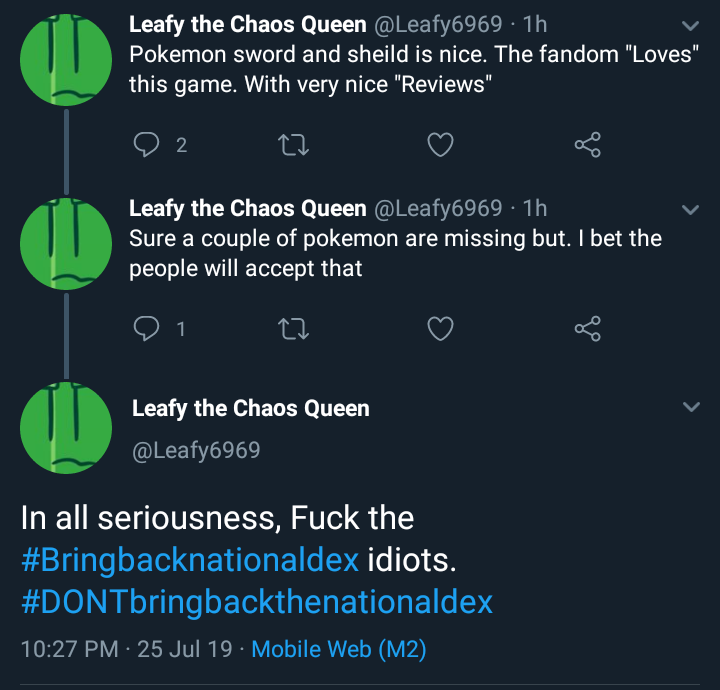 Leafy the Chaos Queen @Leafy6969 · 1h
Pokemon sword and sheild is nice. The fandom "Loves"
this game. With very nice "Reviews"
2
Leafy the Chaos Queen @Leafy6969 · 1h
Sure a couple of pokemon are missing but. I bet the
people will accept that
1
Leafy the Chaos Queen
@Leafy6969
In all seriousness, Fuck the
#Bringbacknationaldex idiots.
#DONTbringbackthenationaldex
10:27 PM · 25 Jul 19 · Mobile Web (M2)